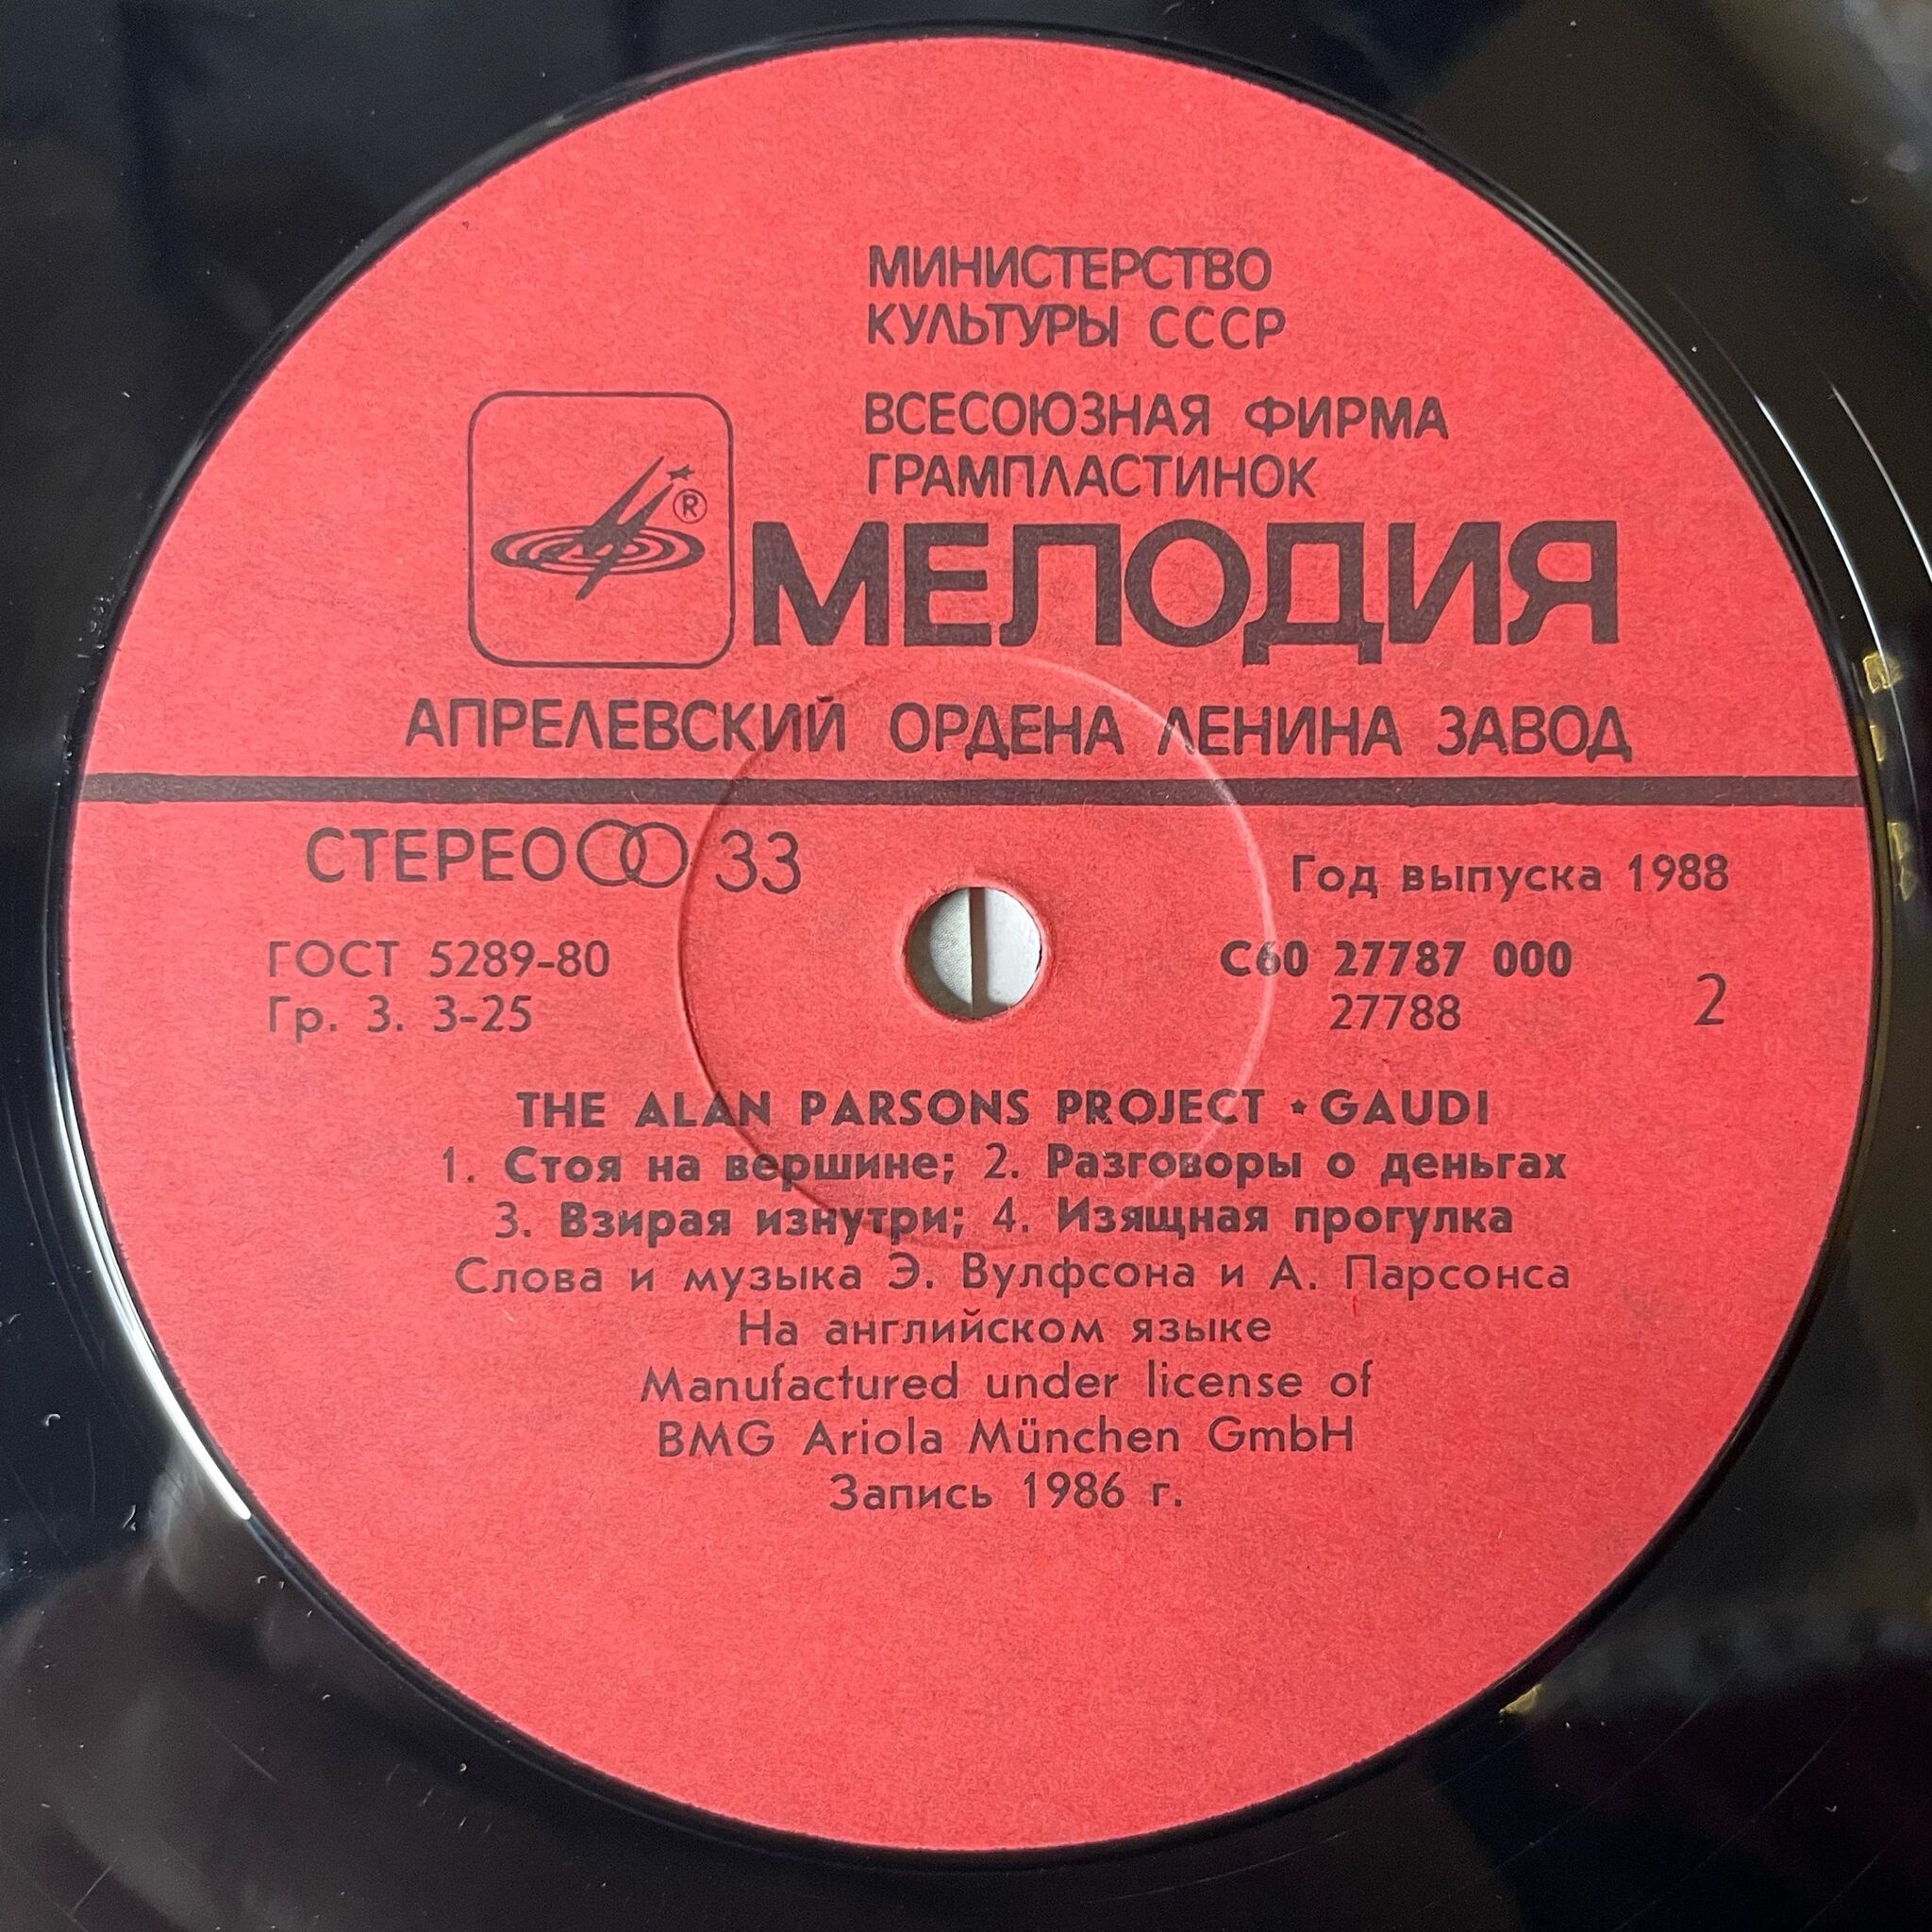 МИНИСТЕРСТВО
КУЛЬТУРЫ СССР
ВСЕСОЮЗНАЯ ФИРМА
ГРАМПЛАСТИНОК
®
МЕЛОДИЯ
АПРЕЛЕВСКИЙ ОРДЕНА ЛЕНИНА ЗАВОД
СТЕРЕО 33
Год выпуска 1988
ГОСТ 5289-80
Гр. 3. 3-25
С60 27787 000
27788
2
THE ALAN PARSONS PROJECT ⋆ GAUDI
1. Стоя на вершине; 2. Разговоры о деньгах
3. Взирая изнутри; 4. Изящная прогулка
Слова и музыка Э. Вулфсона и А. Парсонса
На английском языке
Manufactured under license of
BMG Ariola München GmbH
Запись 1986 г.